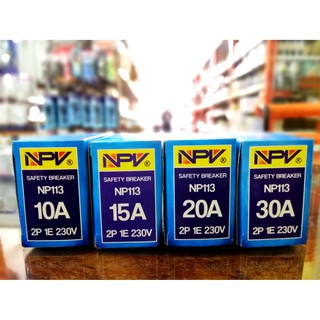 NPV®
SAFETY BREAKER
NP113
10A
2P 1E 230V
NPV®
SAFETY BREAKER
NP113
15A
2P 1E 230V
NPV®
SAFETY BREAKER
NP113
20A
2P 1E 230V
NPV®
SAFETY BREAKER
NP113
30A
2P 1E 230V